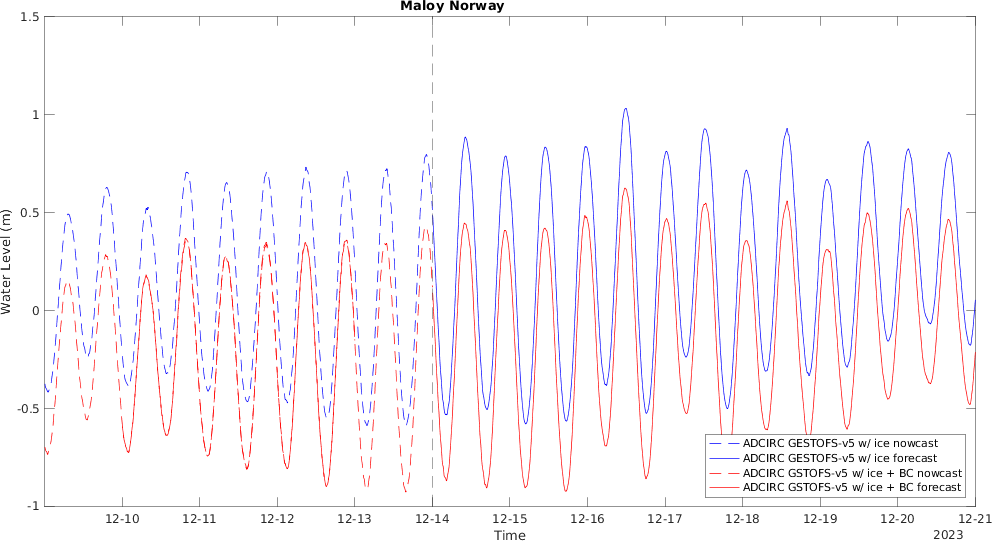 Maloy Norway
1.5
1
0.5
0
-0.5
-1
Water Level (m)
ADCIRC GESTOFS-v5 w/ ice nowcast
ADCIRC GESTOFS-v5 w/ ice forecast
ADCIRC GSTOFS-v5 w/ ice + BC nowcast
ADCIRC GSTOFS-v5 w/ ice + BC forecast
12-10 12-11 12-12 12-13 12-14 12-15 12-16 12-17 12-18 12-19 12-20 12-21
Time
2023